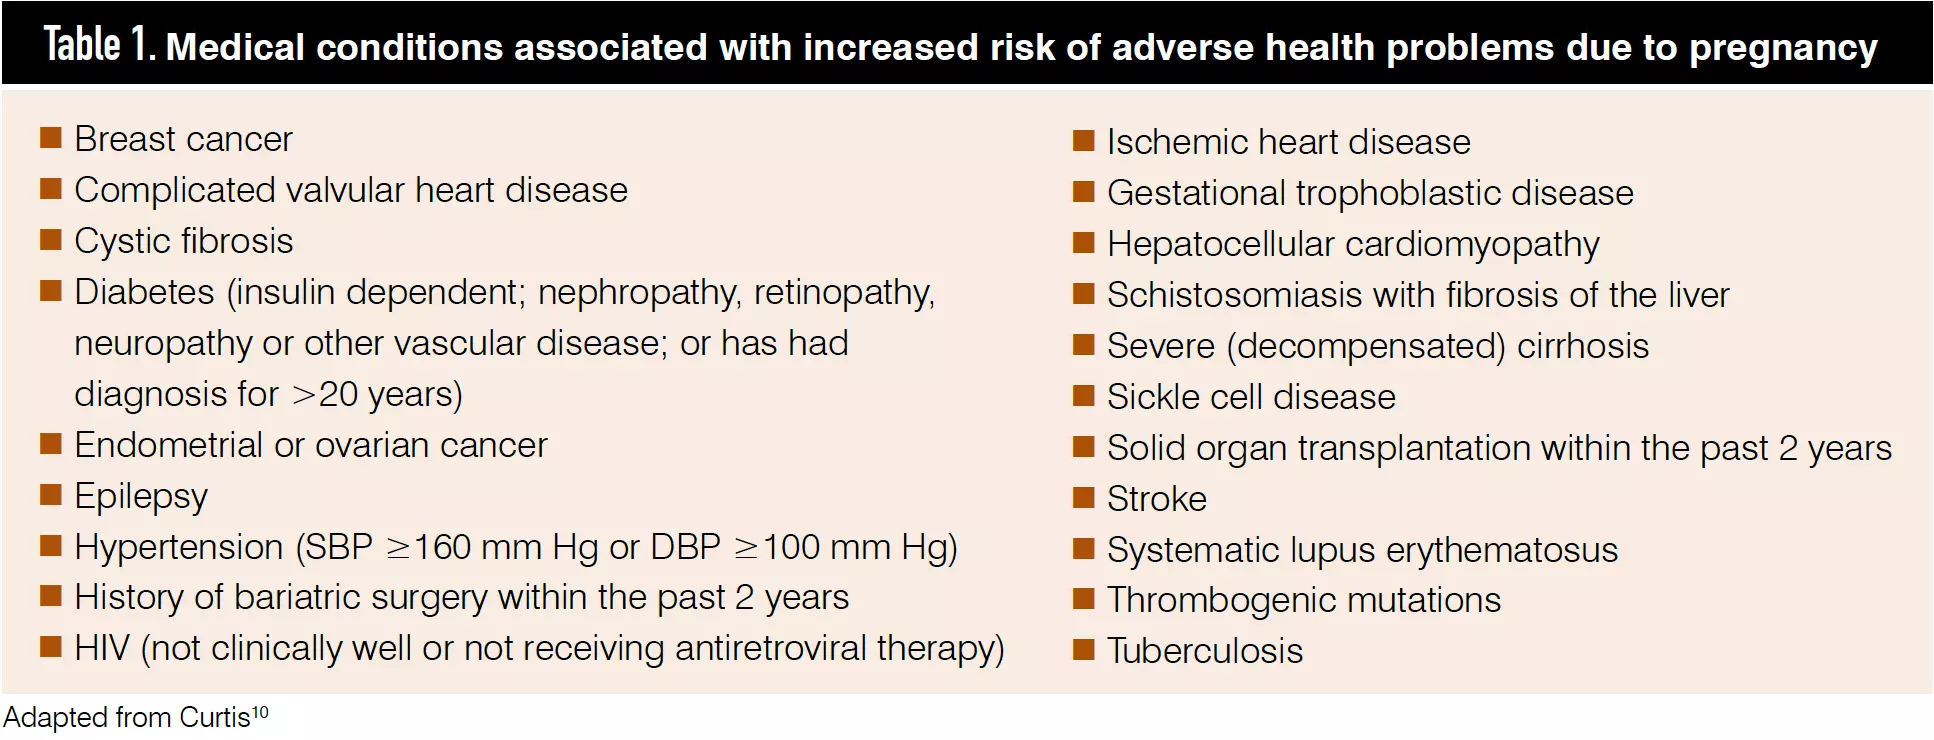 Table 1. Medical conditions associated with increased risk of adverse health problems due to pregnancy
■ Breast cancer
■ Complicated valvular heart disease
■ Cystic fibrosis
■ Diabetes (insulin dependent; nephropathy, retinopathy,
neuropathy or other vascular disease; or has had
diagnosis for >20 years)
■ Endometrial or ovarian cancer
■ Epilepsy
■ Hypertension (SBP ≥160 mm Hg or DBP ≥100 mm Hg)
■ History of bariatric surgery within the past 2 years
■ HIV (not clinically well or not receiving antiretroviral therapy)
■ Ischemic heart disease
■ Gestational trophoblastic disease
■ Hepatocellular cardiomyopathy
■ Schistosomiasis with fibrosis of the liver
■ Severe (decompensated) cirrhosis
■ Sickle cell disease
■ Solid organ transplantation within the past 2 years
■ Stroke
■ Systematic lupus erythematosus
■ Thrombogenic mutations
■ Tuberculosis
Adapted from Curtis¹⁰